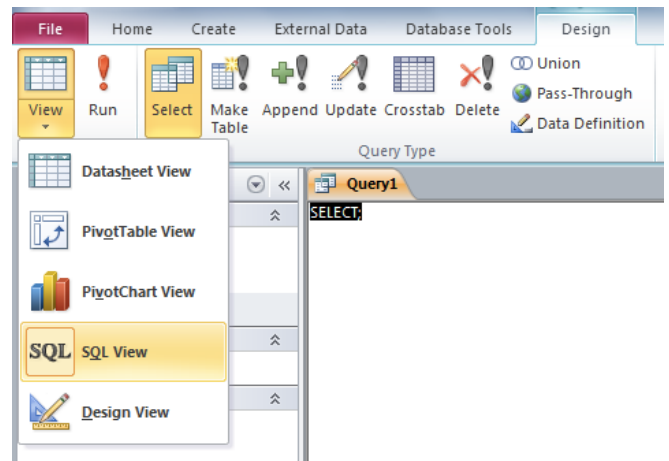 File Home Create External Data Database Tools Design
View Run Select Make Table Append Update Crosstab Delete
Union
Pass-Through
Data Definition
Query Type
Datasheet View
PivotTable View
PivotChart View
SQL SQL View
Design View
Query1
SELECT;